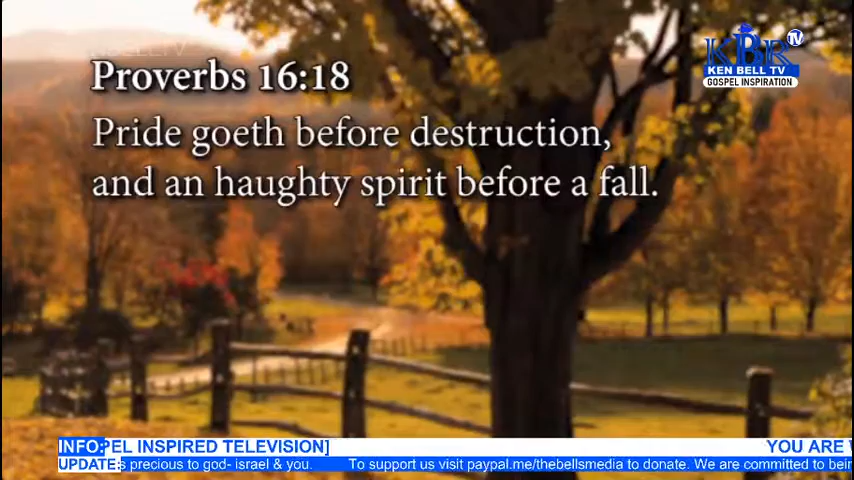 Proverbs 16:18
Pride goeth before destruction,
and an haughty spirit before a fall.
KBR TV
KEN BELL TV
GOSPEL INSPIRATION
INFO: PEL INSPIRED TELEVISION] YOU ARE
UPDATE: s precious to god- israel & you. To support us visit paypal.me/thebellsmedia to donate. We are committed to bein